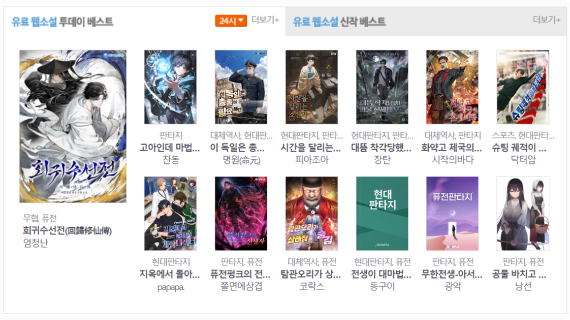 유료 웹소설 투데이 베스트
24시
더보기+
유료 웹소설 신작 베스트
더보기+
회귀수선전
무협, 퓨전
회귀수선전(回歸修仙傳)
엄청난
판타지
고아인데 마법...
찬동
대체역사, 현대판...
이 독일은 총...
명원(命元)
현대판타지, 판타...
시간을 달리는...
피아조아
현대판타지, 판타...
대뜸 착각당했...
장탄
대체역사, 판타지
화약고 제국의...
시작의바다
스포츠, 현대판타...
슈팅 궤적이 ...
닥터암
현대판타지
지옥에서 돌아...
papapa.
판타지, 퓨전
퓨전펑크의 전...
쫄면에삼겹
대체역사, 퓨전
탐관오리가 상...
코락스
현대 판타지
현대판타지, 퓨전
전생이 대마법...
동구이
퓨전판타지
판타지, 퓨전
무한전생-아서...
광악
판타지, 퓨전
공물 바치고 ...
낭선